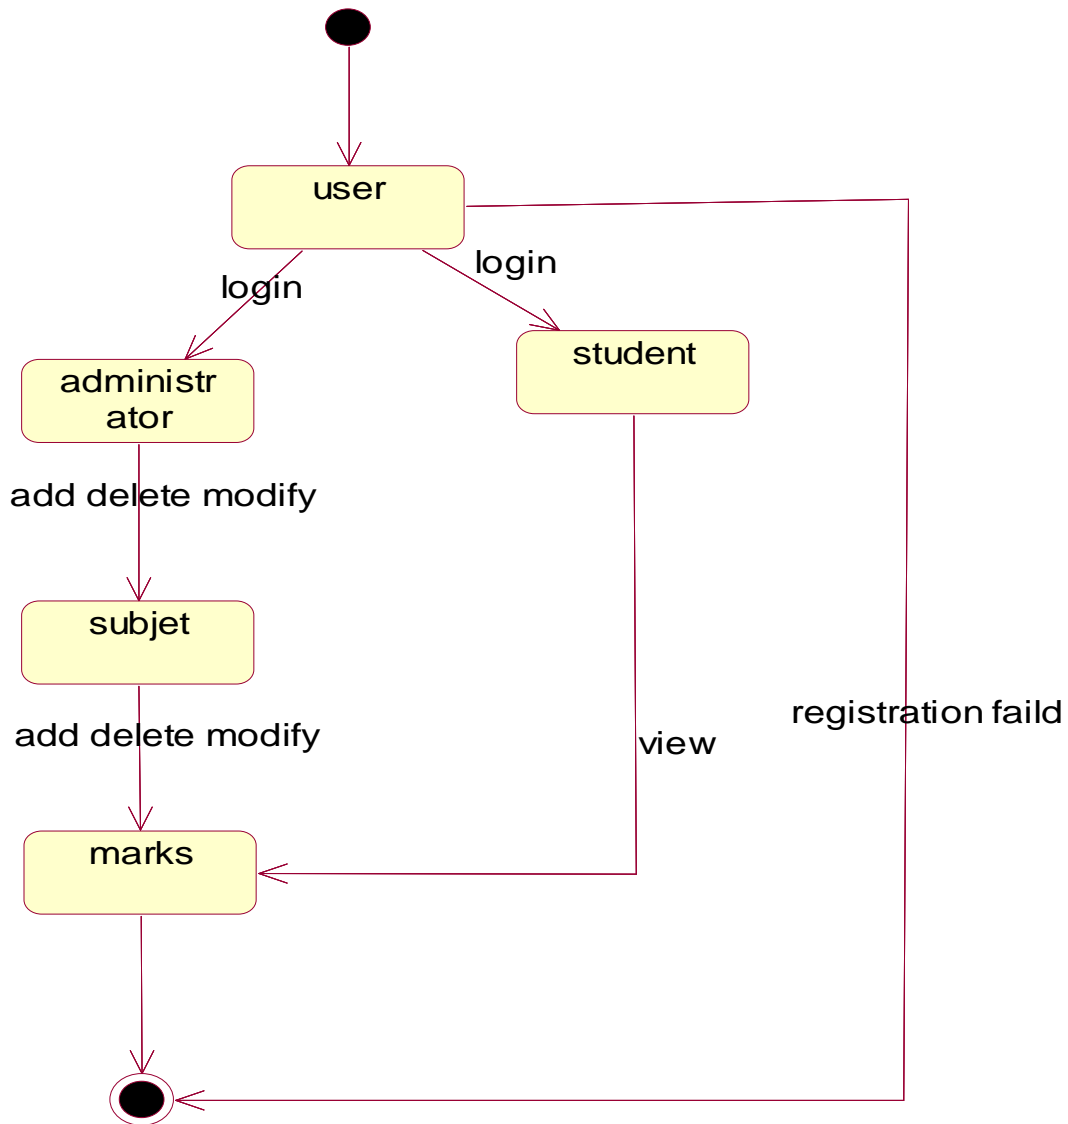 user
login
login
student
administr
ator
add delete modify
subjet
registration faild
add delete modify
view
marks